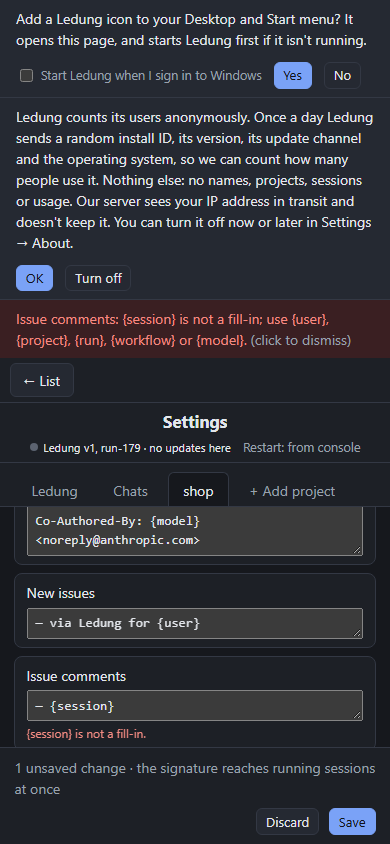 Add a Ledung icon to your Desktop and Start menu? It
opens this page, and starts Ledung first if it isn't running.
Start Ledung when I sign in to Windows Yes No
Ledung counts its users anonymously. Once a day Ledung
sends a random install ID, its version, its update channel
and the operating system, so we can count how many
people use it. Nothing else: no names, projects, sessions
or usage. Our server sees your IP address in transit and
doesn't keep it. You can turn it off now or later in Settings
→ About.
OK Turn off
Issue comments: {session} is not a fill-in; use {user},
{project}, {run}, {workflow} or {model}. (click to dismiss)
← List
Settings
Ledung v1, run-179 · no updates here Restart: from console
Ledung Chats shop + Add project
Co-Authored-By: {model}
<noreply@anthropic.com>
New issues
— via Ledung for {user}
Issue comments
— {session}
{session} is not a fill-in.
1 unsaved change · the signature reaches running sessions
at once
Discard Save